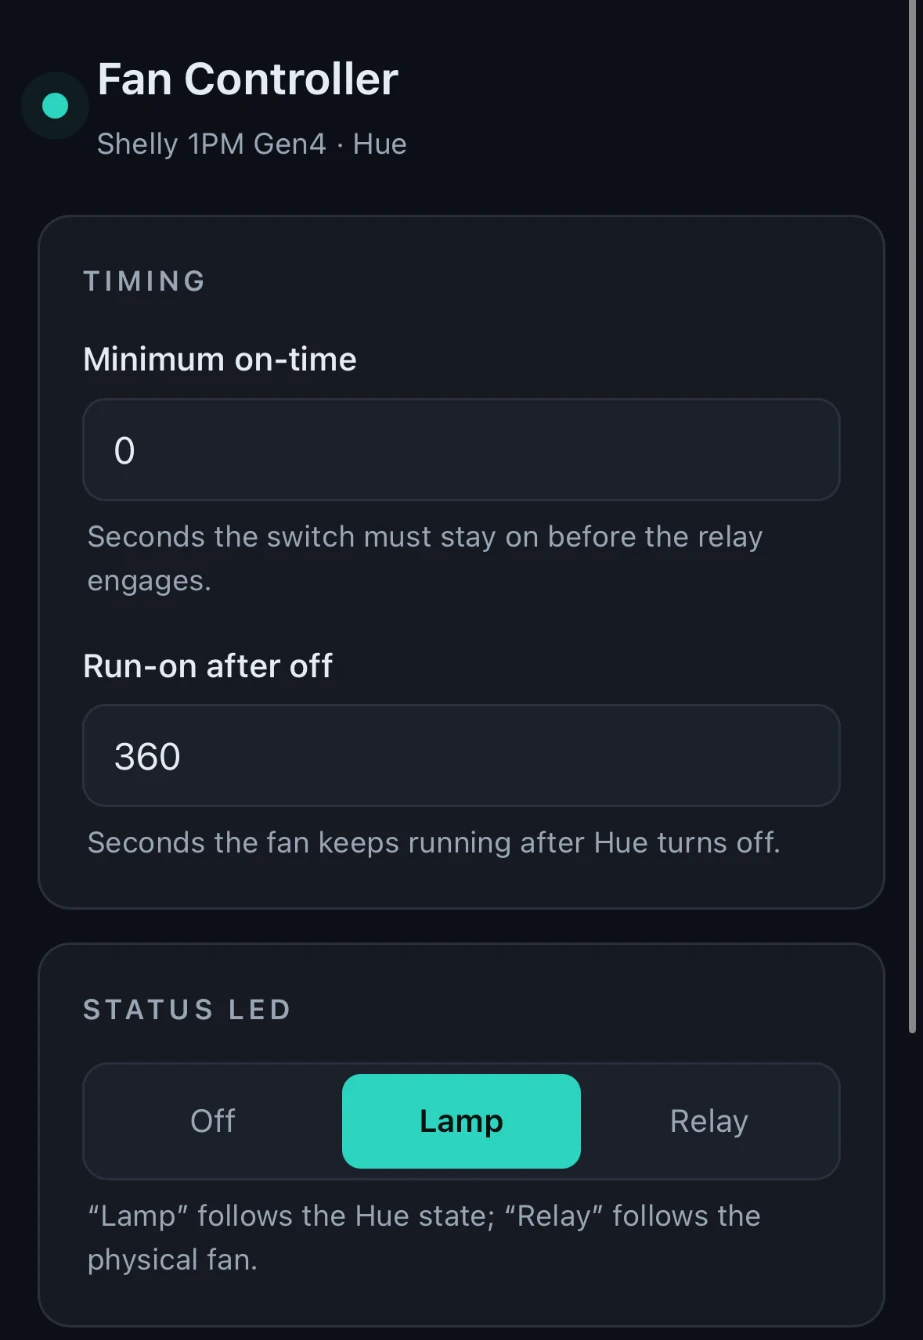 Fan Controller
Shelly 1PM Gen4 · Hue
TIMING
Minimum on-time
0
Seconds the switch must stay on before the relay
engages.
Run-on after off
360
Seconds the fan keeps running after Hue turns off.
STATUS LED
Off Lamp Relay
“Lamp” follows the Hue state; “Relay” follows the
physical fan.